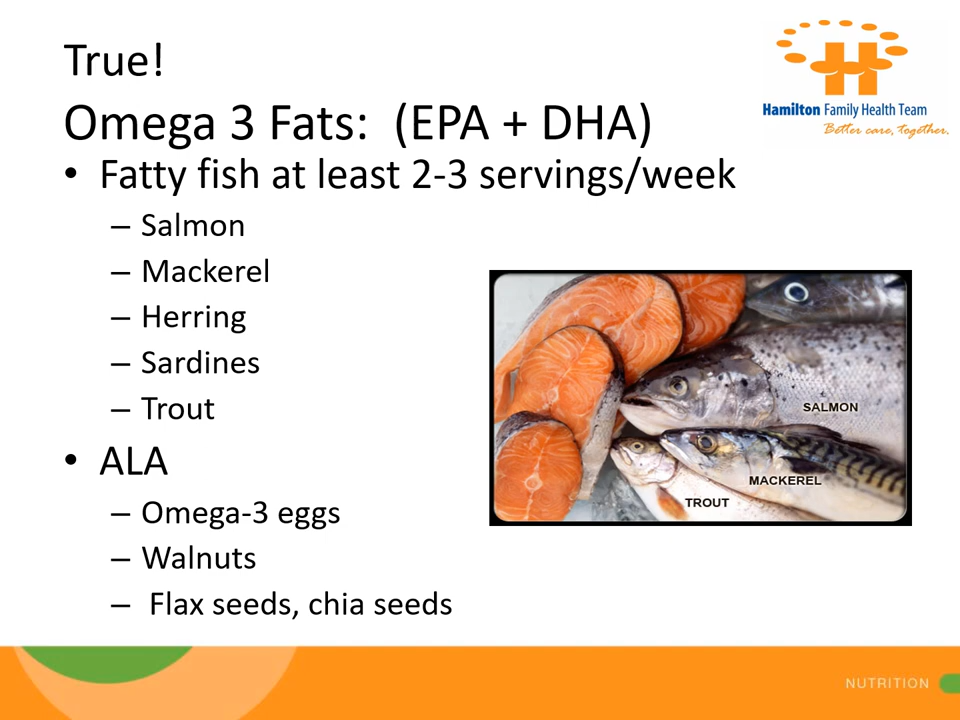 True!
Omega 3 Fats: (EPA + DHA)
• Fatty fish at least 2-3 servings/week
– Salmon
– Mackerel
– Herring
– Sardines
– Trout
• ALA
– Omega-3 eggs
– Walnuts
– Flax seeds, chia seeds
Hamilton Family Health Team
Better care, together.
SALMON
MACKEREL
TROUT
NUTRITION